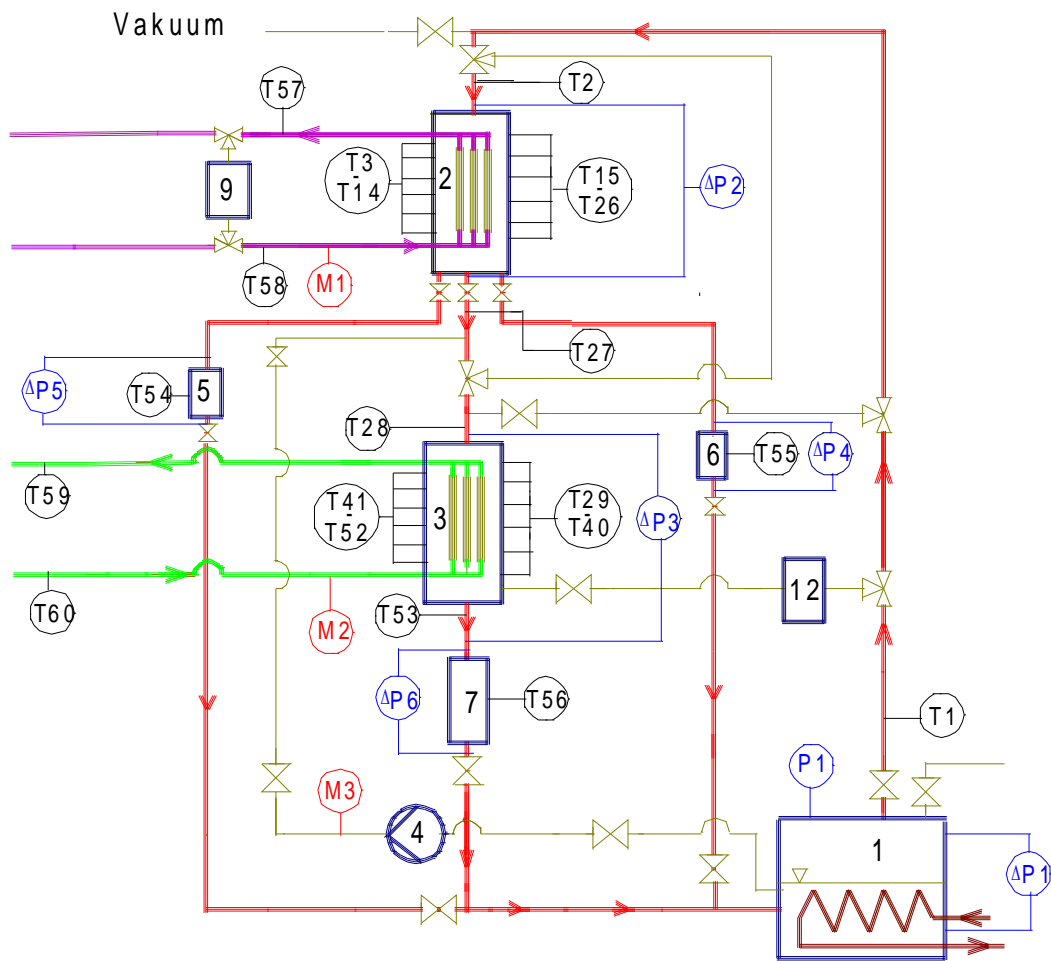 Vakuum
T57
T2
T3
-
T14
2
T15
-
T26
ΔP2
9
T58
M1
T27
ΔP5
T54
5
T28
6
T55
ΔP4
T59
T41
-
T52
3
T29
-
T40
ΔP3
12
T60
M2
T53
ΔP6
7
T56
T1
P1
M3
4
1
ΔP1